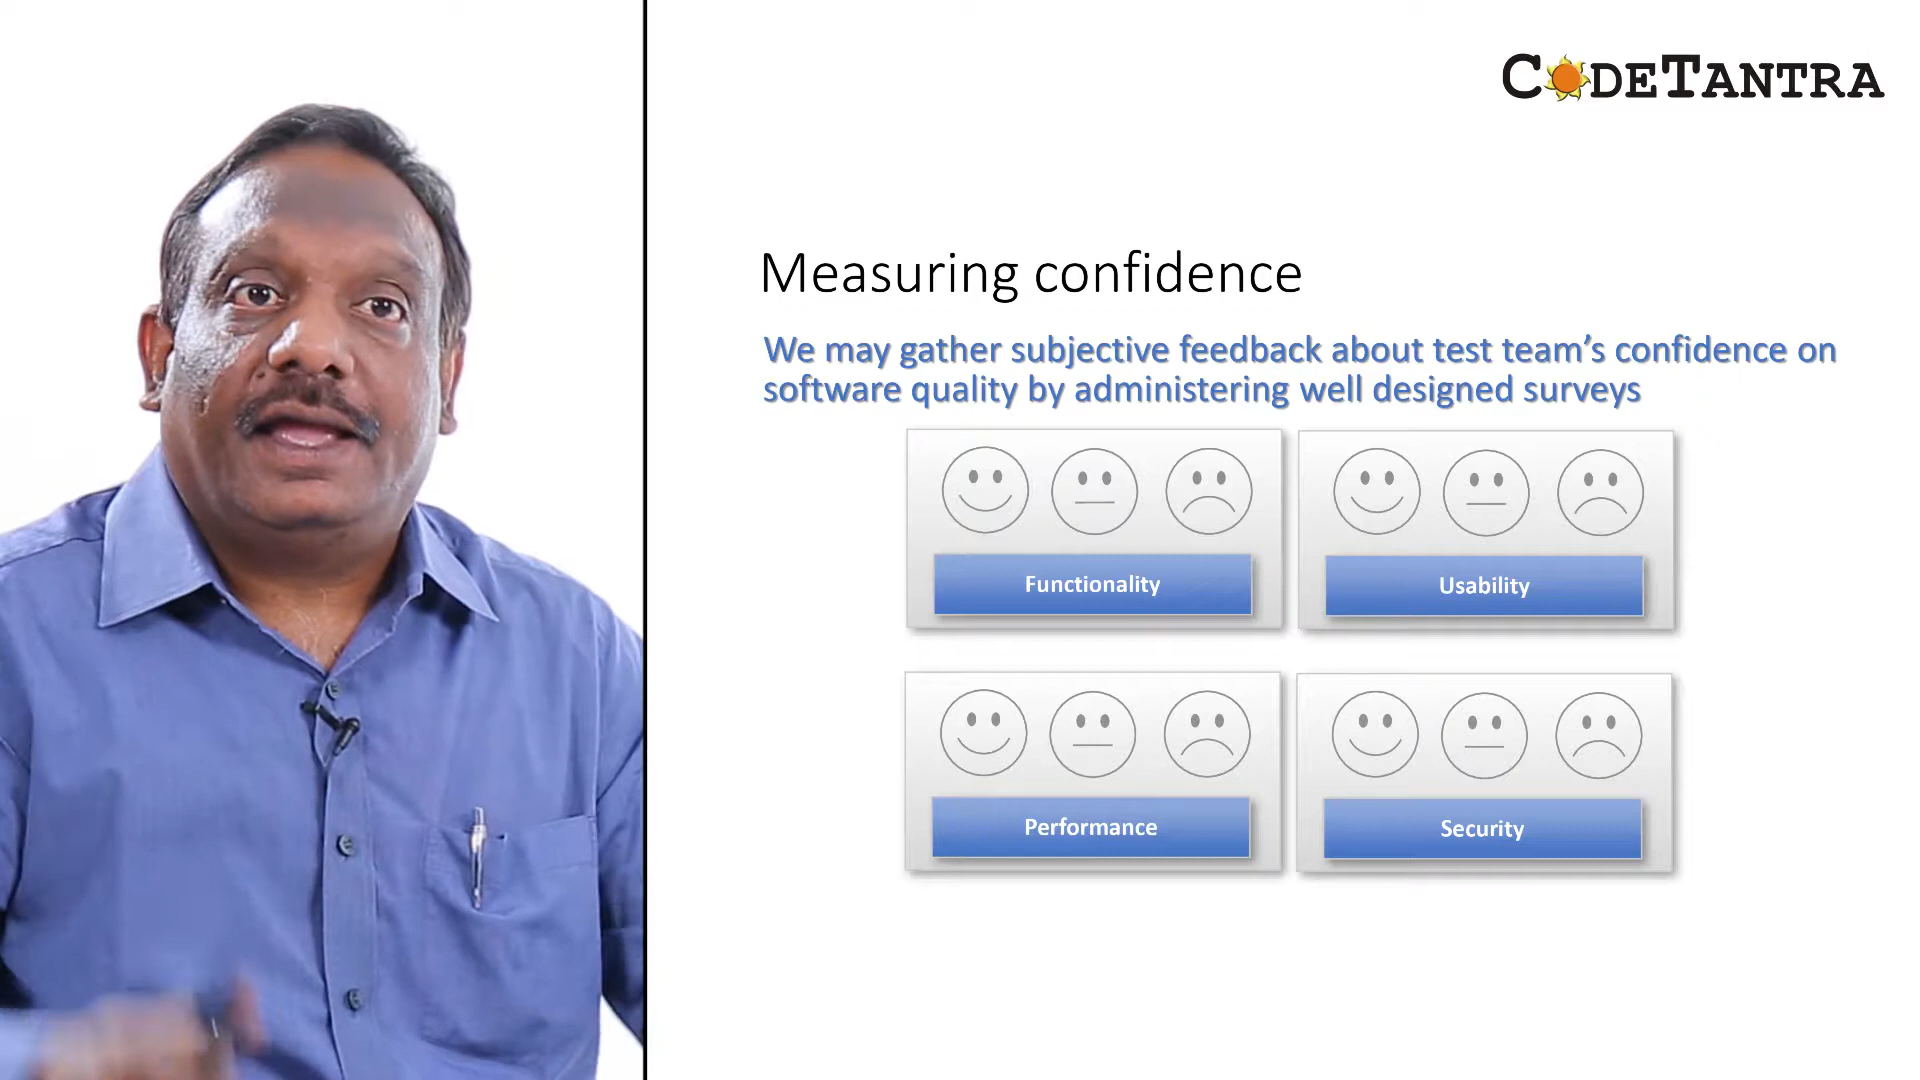 CODETANTRA
Measuring confidence
We may gather subjective feedback about test team’s confidence on
software quality by administering well designed surveys
Functionality
Usability
Performance
Security